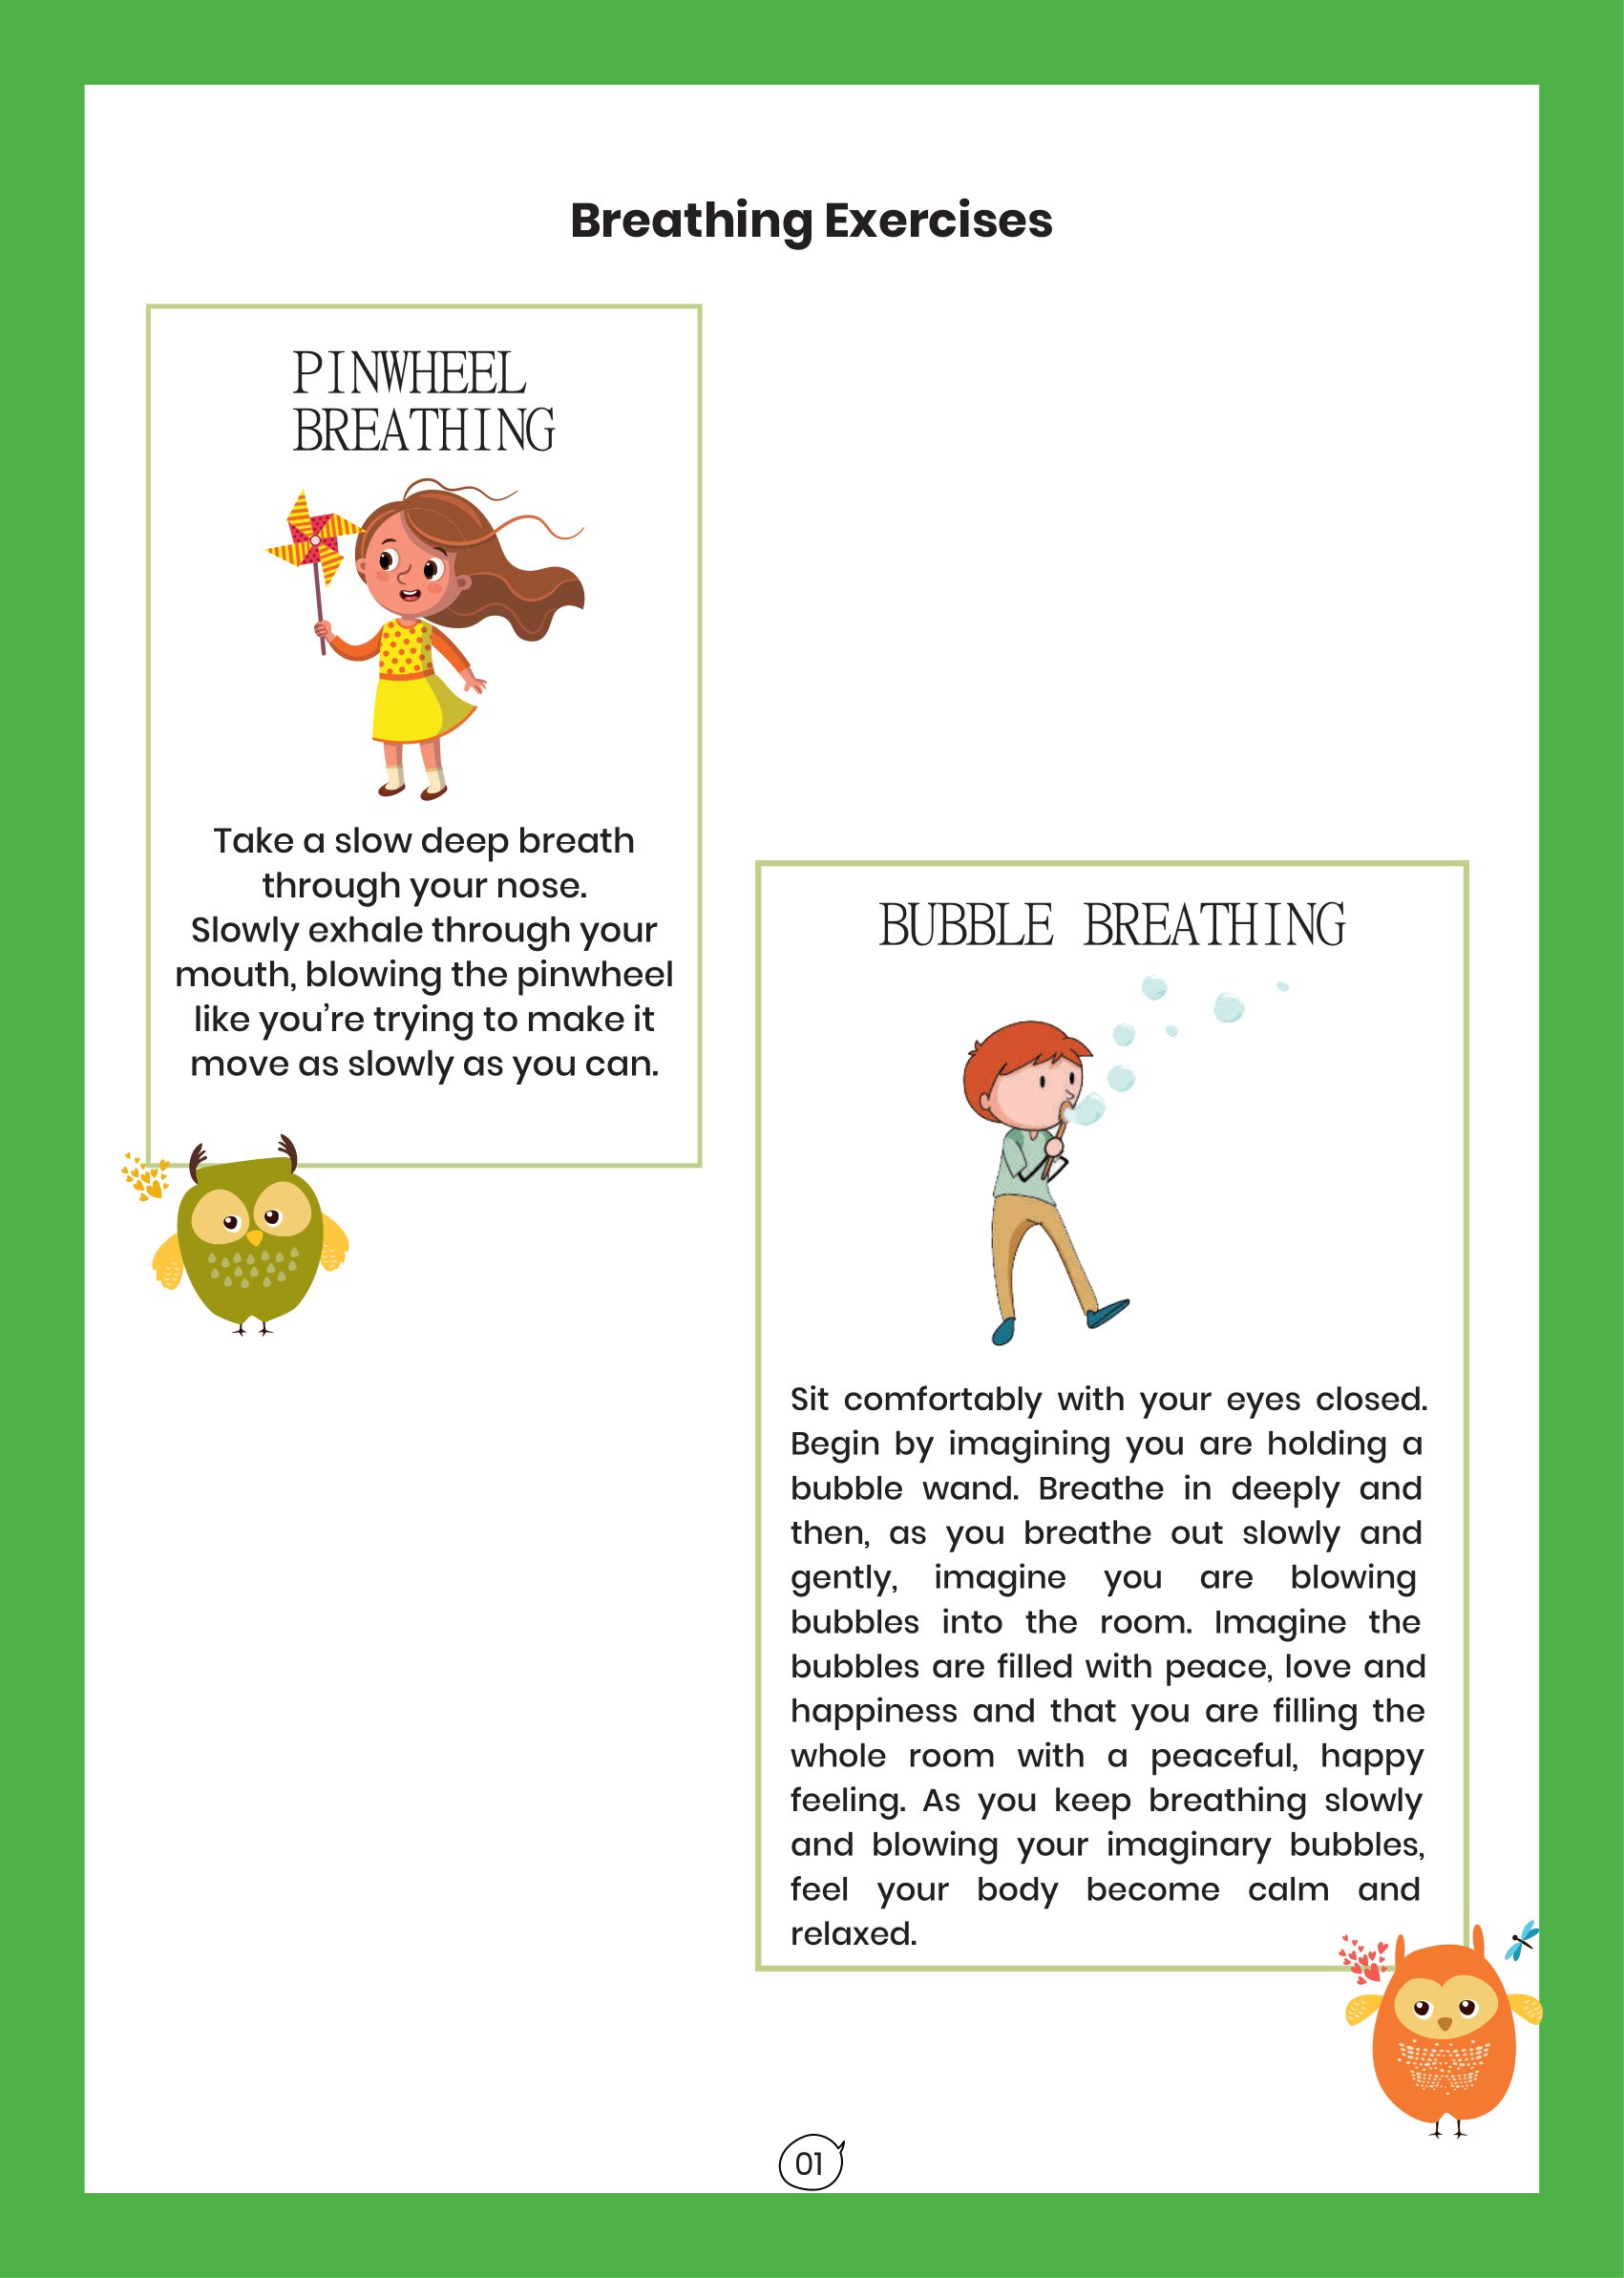 Breathing Exercises
PINWHEEL
BREATHING
Take a slow deep breath
through your nose.
Slowly exhale through your
mouth, blowing the pinwheel
like you’re trying to make it
move as slowly as you can.
BUBBLE BREATHING
Sit comfortably with your eyes closed.
Begin by imagining you are holding a
bubble wand. Breathe in deeply and
then, as you breathe out slowly and
gently, imagine you are blowing
bubbles into the room. Imagine the
bubbles are filled with peace, love and
happiness and that you are filling the
whole room with a peaceful, happy
feeling. As you keep breathing slowly
and blowing your imaginary bubbles,
feel your body become calm and
relaxed.
01